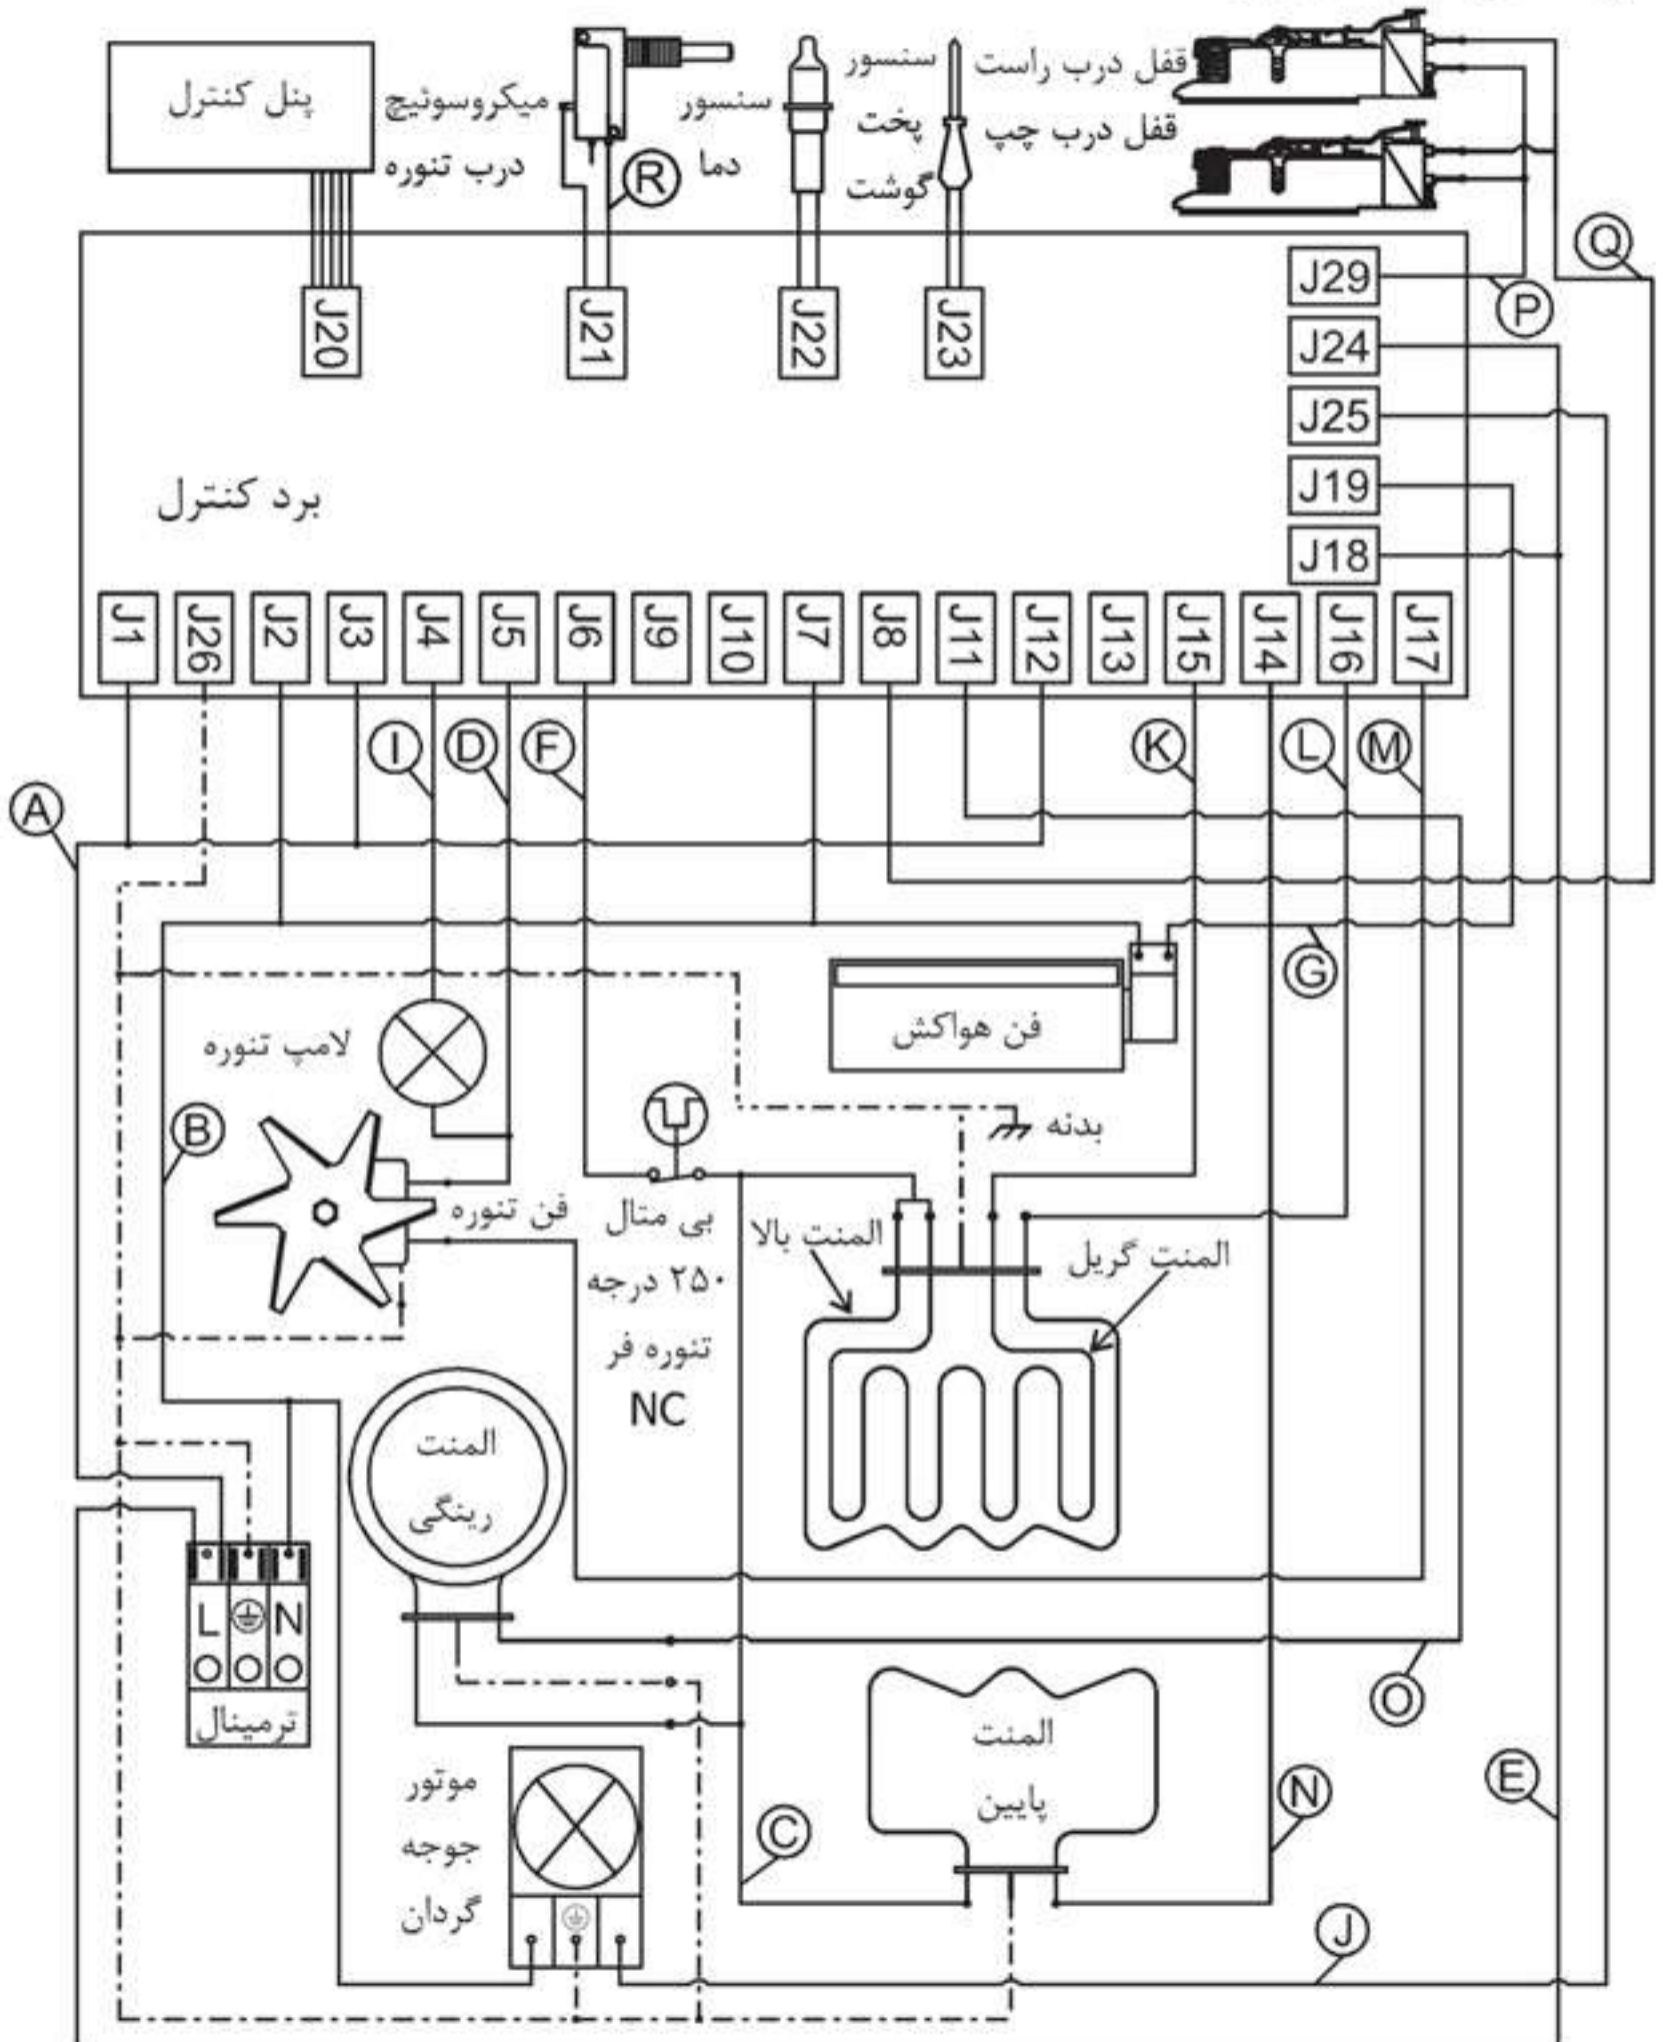 پنل کنترل
میکروسوئیچ
درب تنوره
R
سنسور
دما
سنسور
پخت
گوشت
قفل درب راست
قفل درب چپ
Q
P
J20
J21
J22
J23
J29
J24
J25
J19
J18
برد کنترل
J1
J26
J2
J3
J4
J5
J6
J9
J10
J7
J8
J11
J12
J13
J15
J14
J16
J17
A
I
D
F
K
L
M
G
لامپ تنوره
فن هواکش
B
بدنه
فن تنوره
بی متال
۲۵۰ درجه
تنوره فر
NC
المنت بالا
المنت گریل
المنت
رینگی
L N
ترمینال
O
المنت
پایین
موتور
جوجه
گردان
C
N
E
J